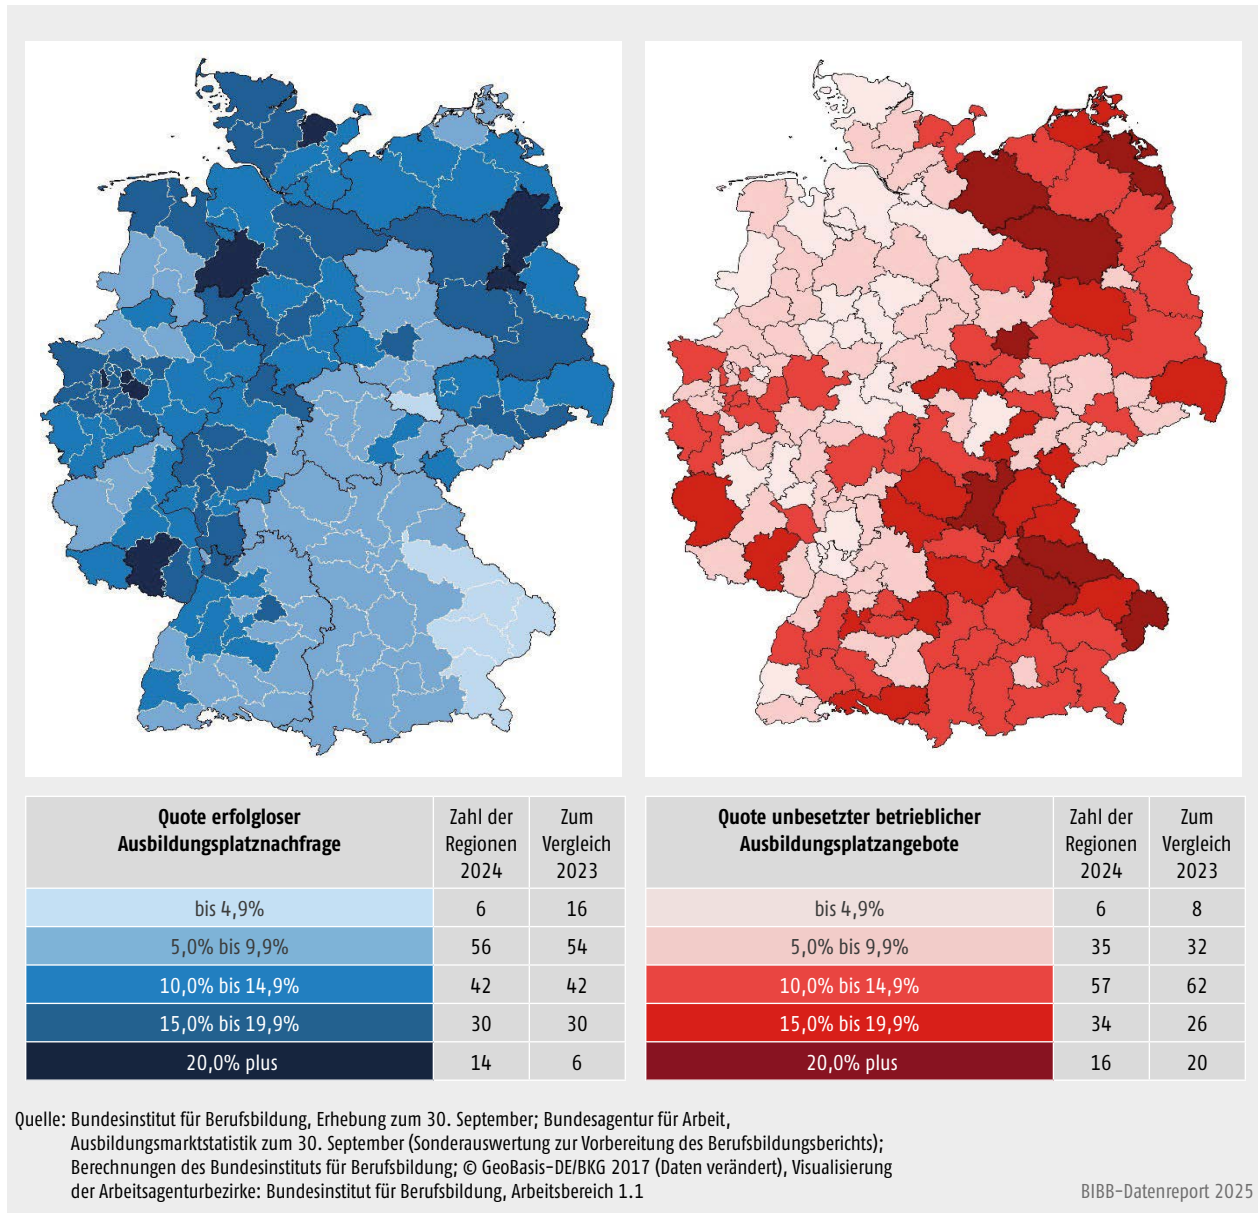 Quote erfolgloser
Ausbildungsplatznachfrage
Zahl der
Regionen
2024
Zum
Vergleich
2023
bis 4,9%
6
16
5,0% bis 9,9%
56
54
10,0% bis 14,9%
42
42
15,0% bis 19,9%
30
30
20,0% plus
14
6
Quote unbesetzter betrieblicher
Ausbildungsplatzangebote
Zahl der
Regionen
2024
Zum
Vergleich
2023
bis 4,9%
6
8
5,0% bis 9,9%
35
32
10,0% bis 14,9%
57
62
15,0% bis 19,9%
34
26
20,0% plus
16
20
Quelle: Bundesinstitut für Berufsbildung, Erhebung zum 30. September; Bundesagentur für Arbeit,
Ausbildungsmarktstatistik zum 30. September (Sonderauswertung zur Vorbereitung des Berufsbildungsberichts);
Berechnungen des Bundesinstituts für Berufsbildung; © GeoBasis-DE/BKG 2017 (Daten verändert), Visualisierung
der Arbeitsagenturbezirke: Bundesinstitut für Berufsbildung, Arbeitsbereich 1.1
BIBB-Datenreport 2025